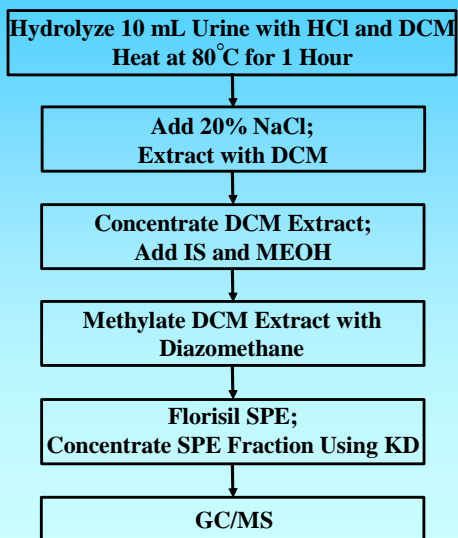 Hydrolyze 10 mL Urine with HCl and DCM
Heat at 80°C for 1 Hour
Add 20% NaCl;
Extract with DCM
Concentrate DCM Extract;
Add IS and MEOH
Methylate DCM Extract with
Diazomethane
Florisil SPE;
Concentrate SPE Fraction Using KD
GC/MS